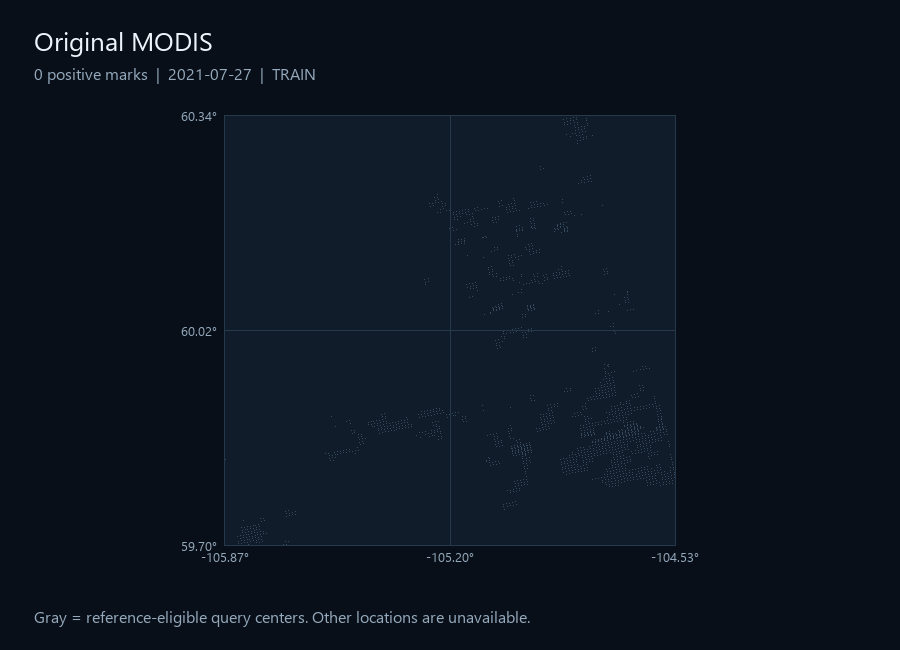 Original MODIS
0 positive marks | 2021-07-27 | TRAIN
60.34°
60.02°
59.70°
-105.87°
-105.20°
-104.53°
Gray = reference-eligible query centers. Other locations are unavailable.